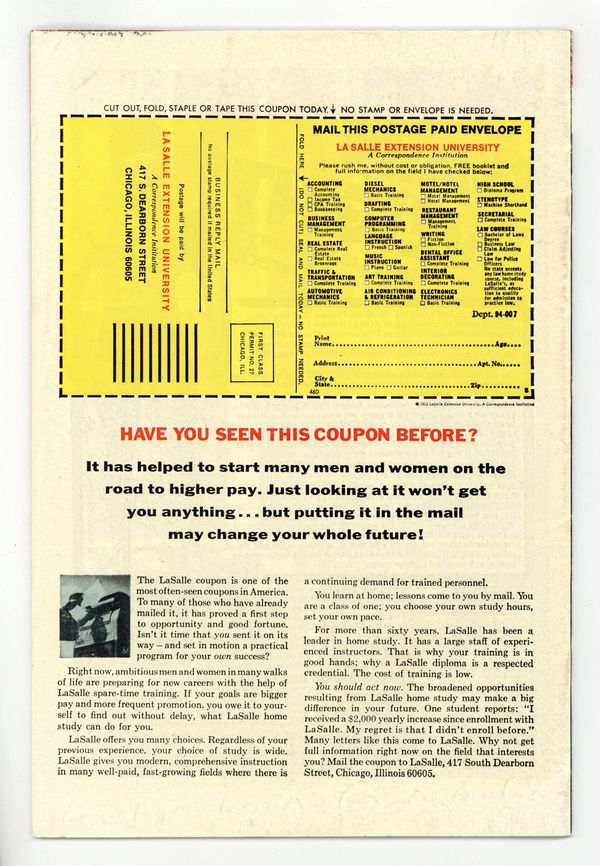 CUT OUT, FOLD, STAPLE OR TAPE THIS COUPON TODAY. NO STAMP OR ENVELOPE IS NEEDED.
Postage will be paid by
LA SALLE EXTENSION UNIVERSITY
A Correspondence Institution
417 S. DEARBORN STREET
CHICAGO, ILLINOIS 60605
BUSINESS REPLY MAIL
No postage stamp required if mailed in the United States
FIRST CLASS
PERMIT NO. 27
CHICAGO, ILL.
FOLD HERE (DO NOT CUT) SEAL AND MAIL TODAY — NO STAMP NEEDED.
MAIL THIS POSTAGE PAID ENVELOPE
LA SALLE EXTENSION UNIVERSITY
A Correspondence Institution
Please rush me, without cost or obligation, FREE booklet and
full information on the field I have checked below:
ACCOUNTING
Complete
Accounting
Income Tax
CPA Training
Bookkeeping
BUSINESS
MANAGEMENT
Management
Training
REAL ESTATE
Complete Real
Estate
Real Estate
Brokerage
TRAFFIC &
TRANSPORTATION
Complete Training
AUTOMOTIVE
MECHANICS
Basic Training
DIESEL
MECHANICS
Basic Training
DRAFTING
Complete Training
COMPUTER
PROGRAMMING
Basic Training
LANGUAGE
INSTRUCTION
French Spanish
MUSIC
INSTRUCTION
Piano Guitar
ART TRAINING
Complete Training
AIR CONDITIONING
& REFRIGERATION
Basic Training
MOTEL/HOTEL
MANAGEMENT
Motel Management
Hotel Management
RESTAURANT
MANAGEMENT
Management
Training
WRITING
Fiction
Non-Fiction
DENTAL OFFICE
ASSISTANT
Complete Training
INTERIOR
DECORATING
Complete Training
ELECTRONICS
TECHNICIAN
Basic Training
HIGH SCHOOL
Diploma Program
STENOTYPE
Machine Shorthand
SECRETARIAL
Complete Training
LAW COURSES
Bachelor of Laws
Degree
Business Law
Claim Adjusting
Law
Law for Police
Officers
No state accepts
any law home study
course, including
LaSalle's, as
sufficient educa-
tion to qualify
for admission to
practice law.
Dept. 94-007
Print
Name Age
Address Apt. No.
City &
State Zip
460
© 1972 LaSalle Extension University, A Correspondence Institution
HAVE YOU SEEN THIS COUPON BEFORE?
It has helped to start many men and women on the
road to higher pay. Just looking at it won't get
you anything...but putting it in the mail
may change your whole future!
The LaSalle coupon is one of the
most often-seen coupons in America.
To many of those who have already
mailed it, it has proved a first step
to opportunity and good fortune.
Isn't it time that you sent it on its
way—and set in motion a practical
program for your own success?
Right now, ambitious men and women in many walks
of life are preparing for new careers with the help of
LaSalle spare-time training. If your goals are bigger
pay and more frequent promotion, you owe it to your-
self to find out without delay, what LaSalle home
study can do for you.
LaSalle offers you many choices. Regardless of your
previous experience, your choice of study is wide.
LaSalle gives you modern, comprehensive instruction
in many well-paid, fast-growing fields where there is
a continuing demand for trained personnel.
You learn at home; lessons come to you by mail. You
are a class of one; you choose your own study hours,
set your own pace.
For more than sixty years, LaSalle has been a
leader in home study. It has a large staff of experi-
enced instructors. That is why your training is in
good hands; why a LaSalle diploma is a respected
credential. The cost of training is low.
You should act now. The broadened opportunities
resulting from LaSalle home study may make a big
difference in your future. One student reports: "I
received a $2,000 yearly increase since enrollment with
LaSalle. My regret is that I didn't enroll before."
Many letters like this come to LaSalle. Why not get
full information right now on the field that interests
you? Mail the coupon to LaSalle, 417 South Dearborn
Street, Chicago, Illinois 60605.